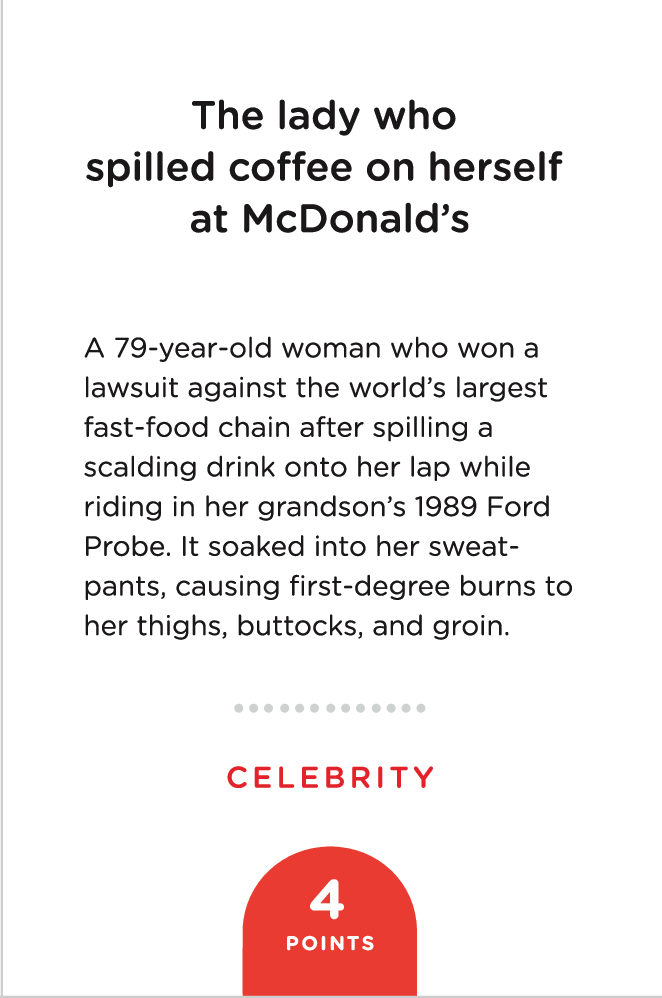 The lady who
spilled coffee on herself
at McDonald’s
A 79-year-old woman who won a
lawsuit against the world’s largest
fast-food chain after spilling a
scalding drink onto her lap while
riding in her grandson’s 1989 Ford
Probe. It soaked into her sweat-
pants, causing first-degree burns to
her thighs, buttocks, and groin.
CELEBRITY
4
POINTS